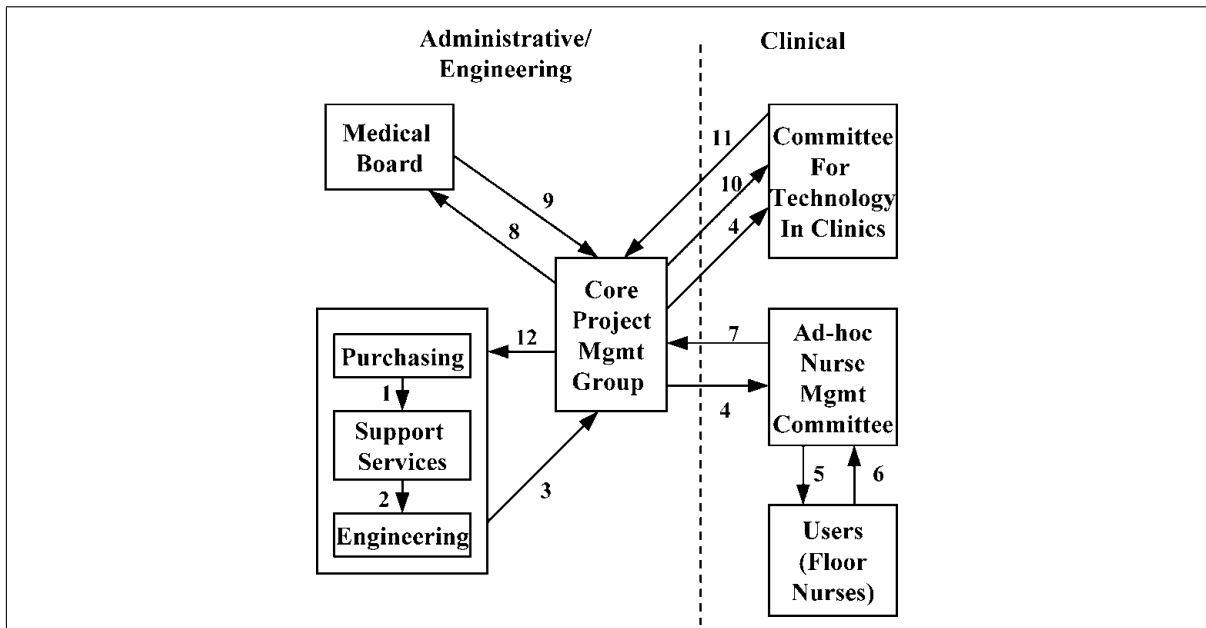 Administrative/
Engineering
Clinical
Medical
Board
Committee
For
Technology
In Clinics
11
10
9
8
4
Core
Project
Mgmt
Group
Purchasing
1
Support
Services
2
Engineering
12
3
7
4
Ad-hoc
Nurse
Mgmt
Committee
5
6
Users
(Floor
Nurses)